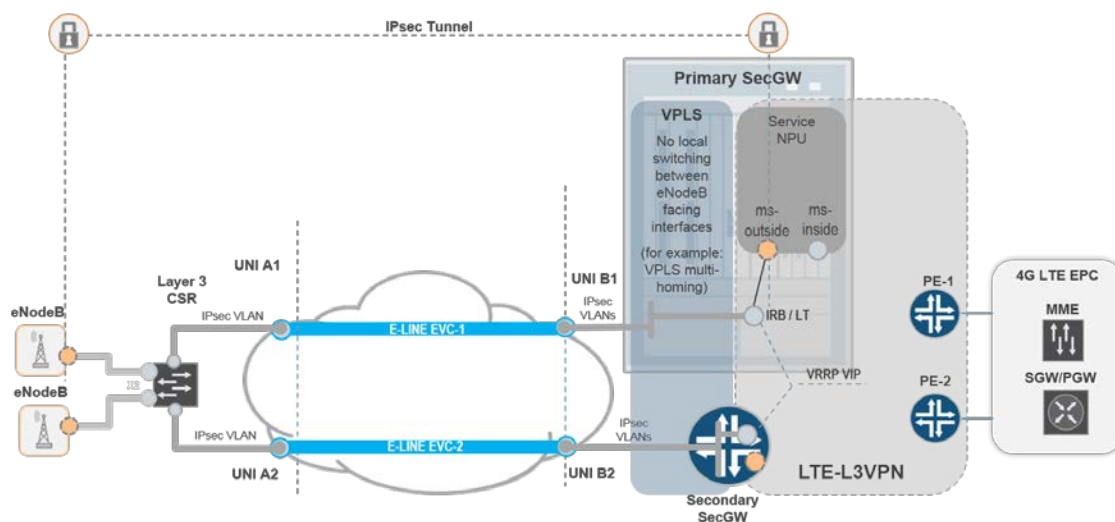 IPsec Tunnel
Primary SecGW
VPLS
No local
switching
between
eNodeB
facing
interfaces
(for example:
VPLS multi-
homing)
Service
NPU
ms-
outside
ms-
inside
UNI A1
UNI B1
Layer 3
CSR
IPsec VLAN
E-LINE EVC-1
IPsec
VLANs
IRB / LT
eNodeB
eNodeB
VRRP VIP
PE-1
PE-2
4G LTE EPC
MME
SGW/PGW
IPsec VLAN
E-LINE EVC-2
IPsec
VLANs
UNI A2
UNI B2
LTE-L3VPN
Secondary
SecGW